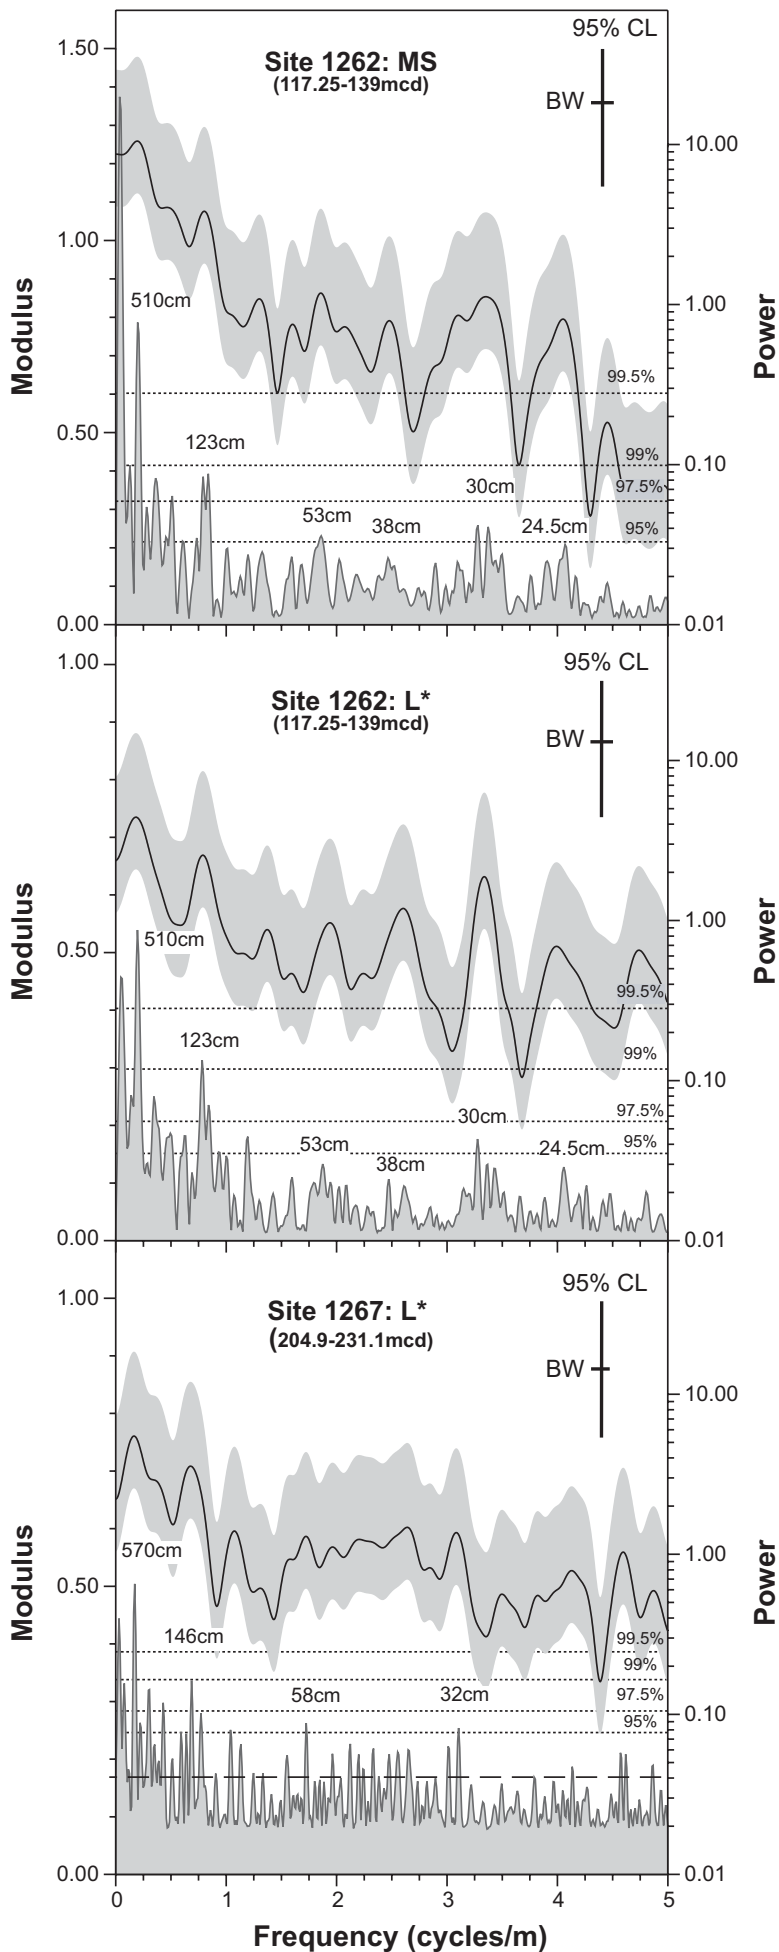 95% CL
1.50
Site 1262: MS
(117.25-139mcd)
BW
10.00
1.00
510cm
1.00
Modulus
Power
99.5%
0.50
123cm
99%
0.10
30cm
97.5%
53cm
38cm
24.5cm
95%
0.00
0.01
1.00
95% CL
Site 1262: L*
(117.25-139mcd)
BW
10.00
Modulus
Power
1.00
510cm
0.50
99.5%
123cm
99%
0.10
30cm
97.5%
53cm
38cm
24.5cm
95%
0.00
0.01
95% CL
1.00
Site 1267: L*
(204.9-231.1mcd)
BW
10.00
Modulus
Power
570cm
1.00
0.50
146cm
99.5%
99%
58cm
32cm
97.5%
0.10
95%
0.00
0.01
0 1 2 3 4 5
Frequency (cycles/m)